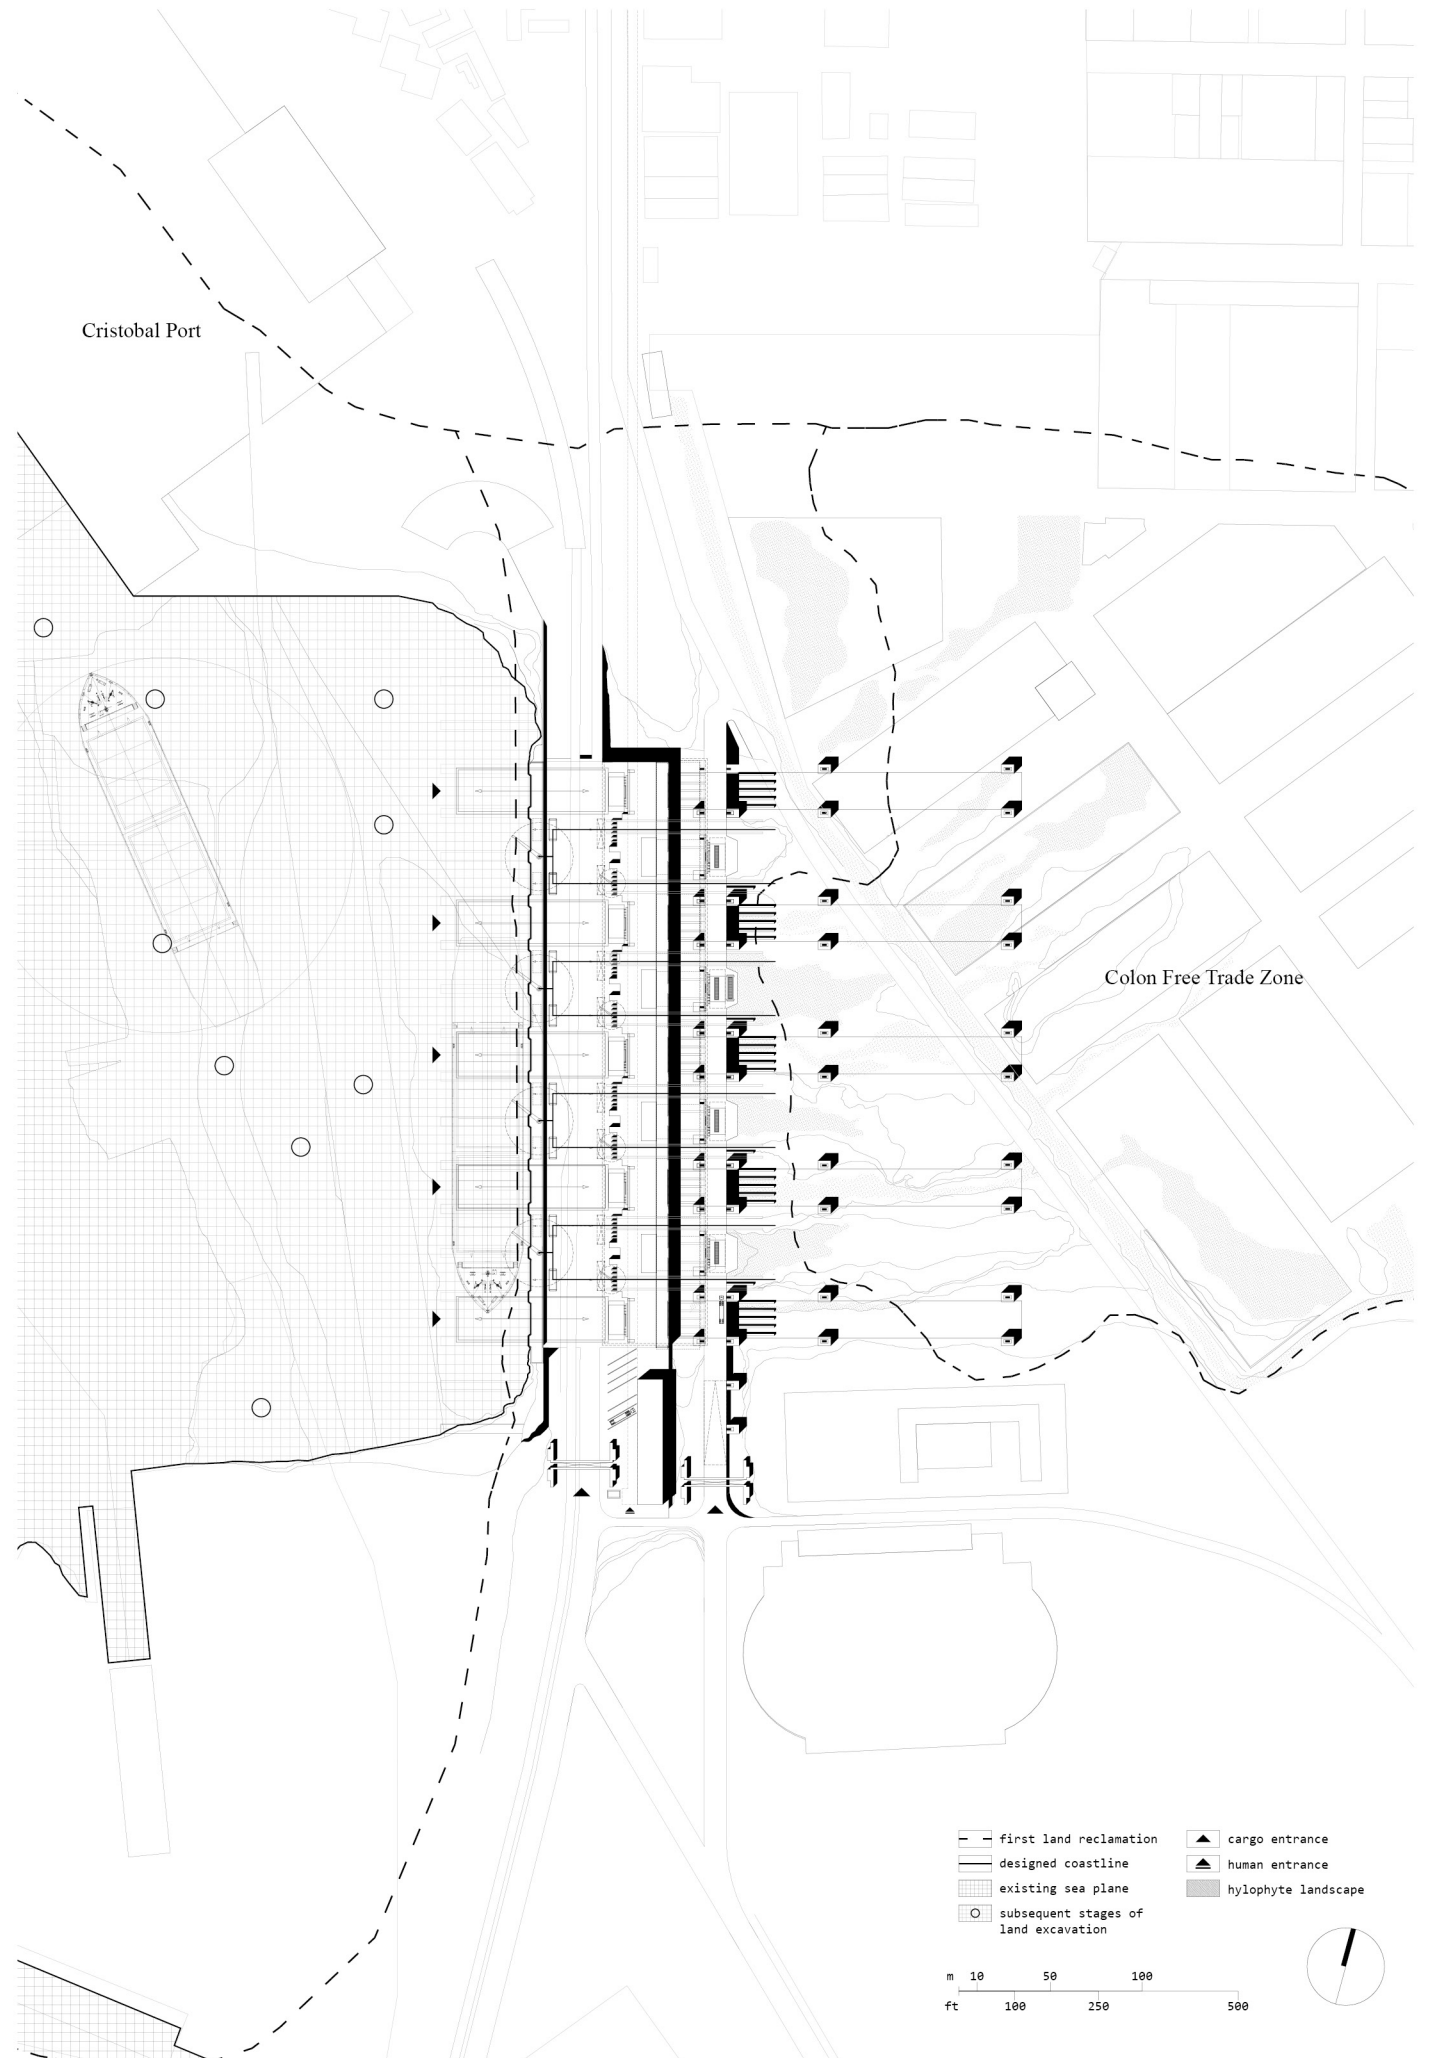 Cristobal Port
Colon Free Trade Zone
first land reclamation
designed coastline
existing sea plane
subsequent stages of
land excavation
cargo entrance
human entrance
hylophyte landscape
m 10 50 100
ft 100 250 500